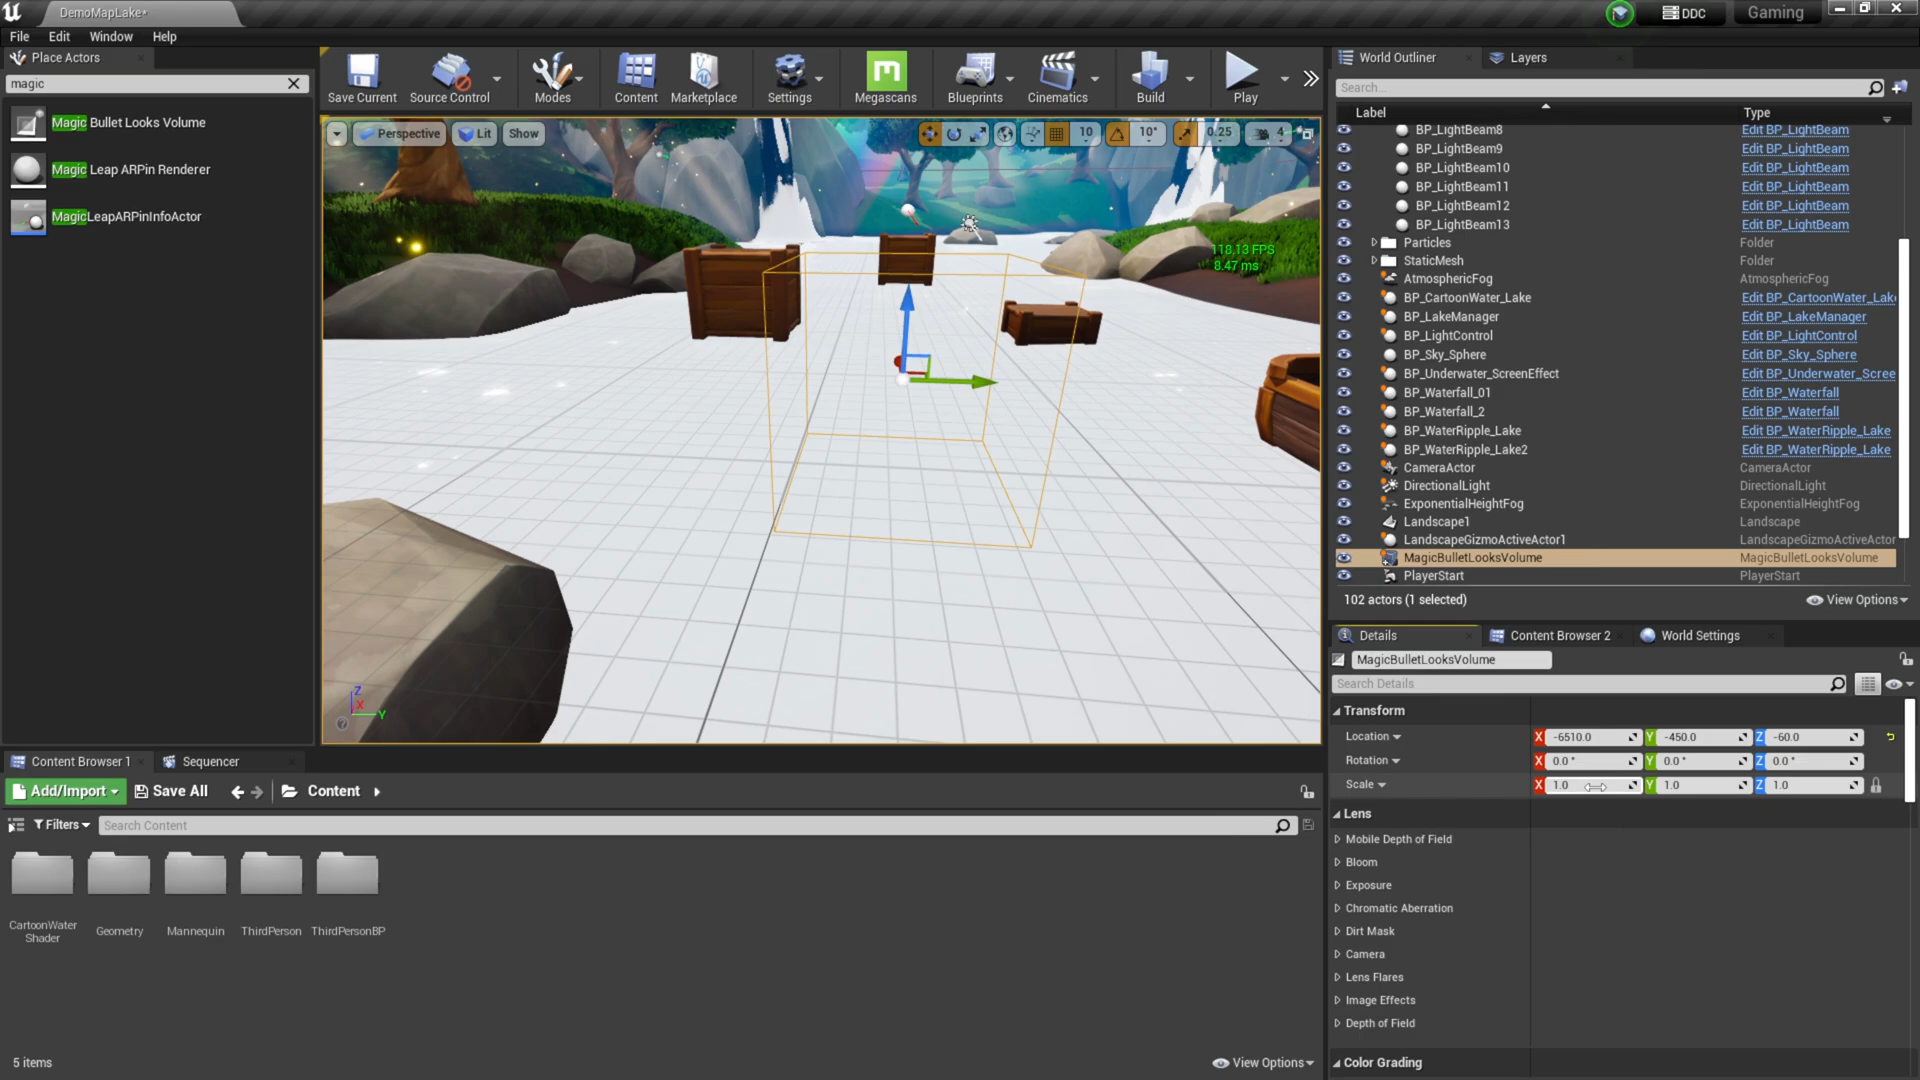 DemoMapLake*
DDC
Gaming
File Edit Window Help
Place Actors
magic
Magic Bullet Looks Volume
Magic Leap ARPin Renderer
MagicLeapARPinInfoActor
Save Current
Source Control
Modes
Content
Marketplace
Settings
Megascans
Blueprints
Cinematics
Build
Play
Perspective
Lit
Show
10
10°
0.25
4
118.13 FPS
8.47 ms
Z
X
Y
World Outliner
Layers
Search...
Label Type
BP_LightBeam8 Edit BP_LightBeam
BP_LightBeam9 Edit BP_LightBeam
BP_LightBeam10 Edit BP_LightBeam
BP_LightBeam11 Edit BP_LightBeam
BP_LightBeam12 Edit BP_LightBeam
BP_LightBeam13 Edit BP_LightBeam
Particles Folder
StaticMesh Folder
AtmosphericFog AtmosphericFog
BP_CartoonWater_Lake Edit BP_CartoonWater_Lak
BP_LakeManager Edit BP_LakeManager
BP_LightControl Edit BP_LightControl
BP_Sky_Sphere Edit BP_Sky_Sphere
BP_Underwater_ScreenEffect Edit BP_Underwater_Scree
BP_Waterfall_01 Edit BP_Waterfall
BP_Waterfall_2 Edit BP_Waterfall
BP_WaterRipple_Lake Edit BP_WaterRipple_Lake
BP_WaterRipple_Lake2 Edit BP_WaterRipple_Lake
CameraActor CameraActor
DirectionalLight DirectionalLight
ExponentialHeightFog ExponentialHeightFog
Landscape1 Landscape
LandscapeGizmoActiveActor1 LandscapeGizmoActiveActor
MagicBulletLooksVolume MagicBulletLooksVolume
PlayerStart PlayerStart
102 actors (1 selected)
View Options
Details
Content Browser 2
World Settings
MagicBulletLooksVolume
Search Details
Transform
Location X -6510.0 Y -450.0 Z -60.0
Rotation X 0.0 ° Y 0.0 ° Z 0.0 °
Scale X 1.0 Y 1.0 Z 1.0
Lens
Mobile Depth of Field
Bloom
Exposure
Chromatic Aberration
Dirt Mask
Camera
Lens Flares
Image Effects
Depth of Field
Color Grading
Content Browser 1
Sequencer
Add/Import
Save All
Content
Filters
Search Content
CartoonWater
Shader
Geometry
Mannequin
ThirdPerson
ThirdPersonBP
5 items
View Options